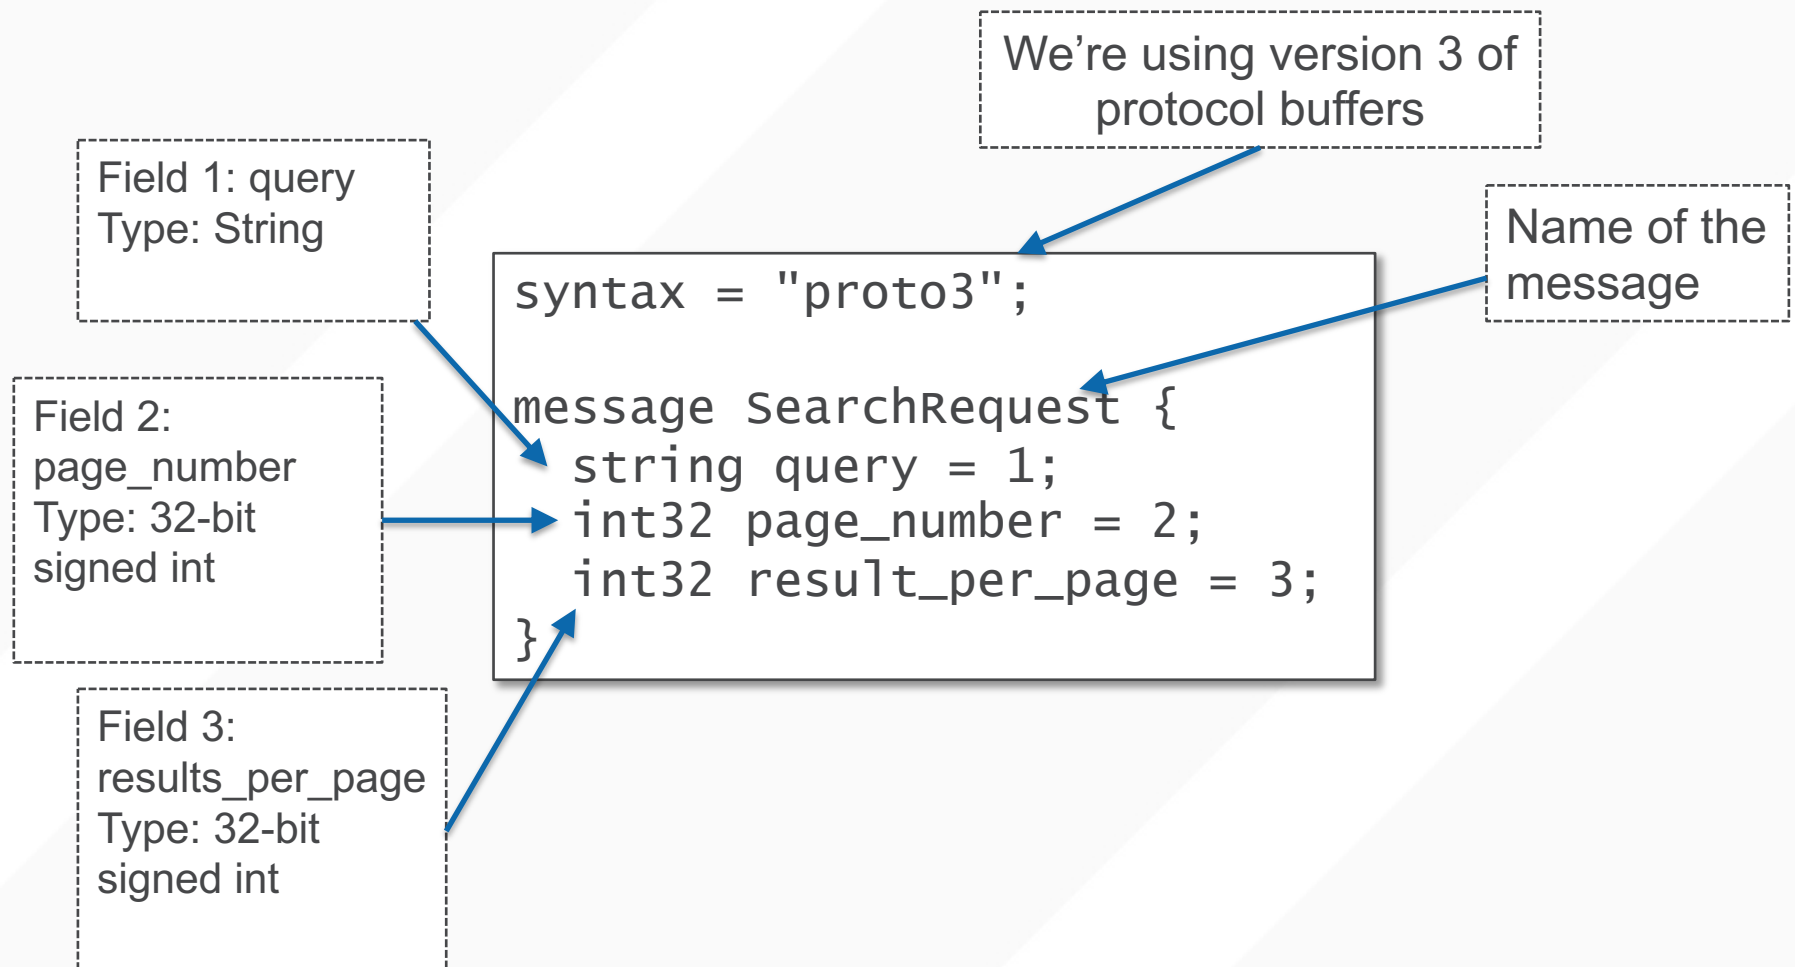 We’re using version 3 of
protocol buffers
Field 1: query
Type: String
Name of the
message
syntax = "proto3";
message SearchRequest {
string query = 1;
int32 page_number = 2;
int32 result_per_page = 3;
}
Field 2:
page_number
Type: 32-bit
signed int
Field 3:
results_per_page
Type: 32-bit
signed int